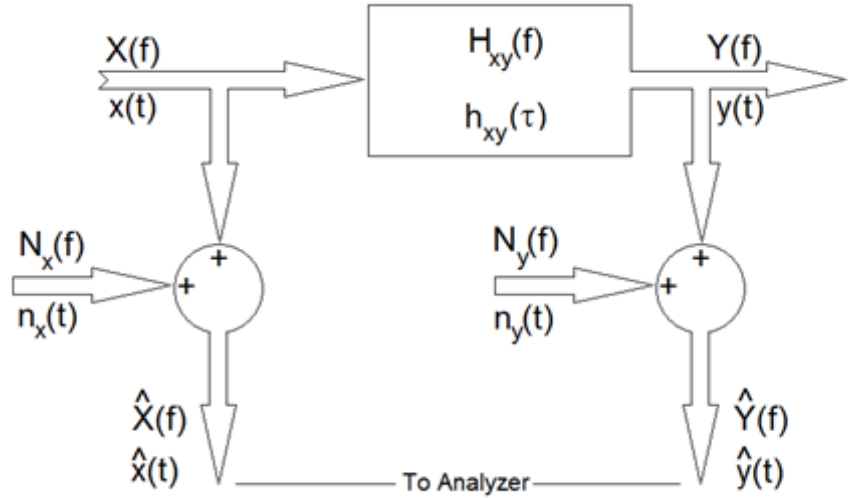 X(f)
x(t)
H_xy(f)
h_xy(τ)
Y(f)
y(t)
N_x(f)
n_x(t)
+
+
N_y(f)
n_y(t)
+
+
X̂(f)
x̂(t)
Ŷ(f)
ŷ(t)
To Analyzer